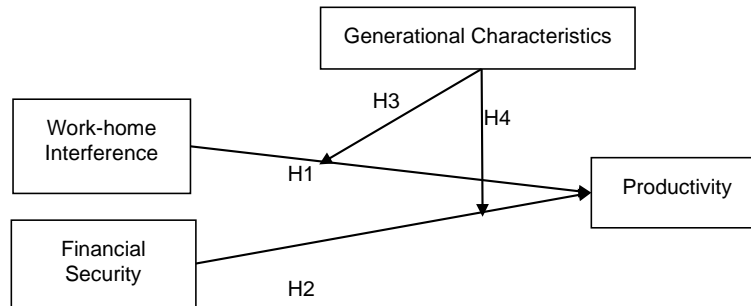 Generational Characteristics
H3
H4
Work-home
Interference
H1
Productivity
Financial
Security
H2